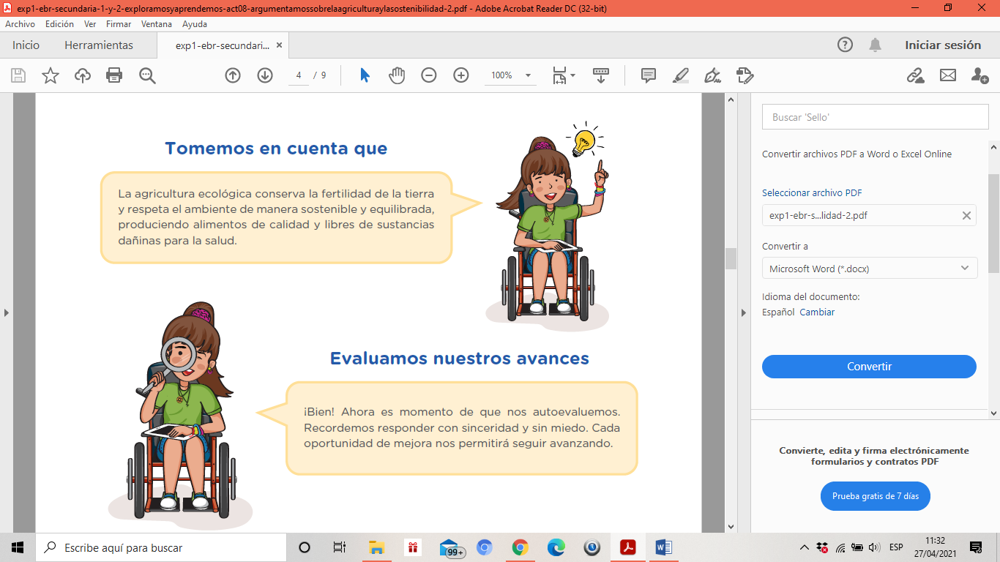 exp1-ebr-secundaria-1-y-2-exploramosyaprendemos-act08-argumentamossobrelaagriculturaylasostenibilidad-2.pdf - Adobe Acrobat Reader DC (32-bit)
Archivo Edición Ver Firmar Ventana Ayuda
Inicio Herramientas exp1-ebr-secundari... Iniciar sesión
4 / 9 100%
Tomemos en cuenta que
La agricultura ecológica conserva la fertilidad de la tierra
y respeta el ambiente de manera sostenible y equilibrada,
produciendo alimentos de calidad y libres de sustancias
dañinas para la salud.
Evaluamos nuestros avances
¡Bien! Ahora es momento de que nos autoevaluemos.
Recordemos responder con sinceridad y sin miedo. Cada
oportunidad de mejora nos permitirá seguir avanzando.
Buscar 'Sello'
Convertir archivos PDF a Word o Excel Online
Seleccionar archivo PDF
exp1-ebr-s...lidad-2.pdf
Convertir a
Microsoft Word (*.docx)
Idioma del documento:
Español Cambiar
Convertir
Convierte, edita y firma electrónicamente
formularios y contratos PDF
Prueba gratis de 7 días
Escribe aquí para buscar
99+
ESP
11:32
27/04/2021